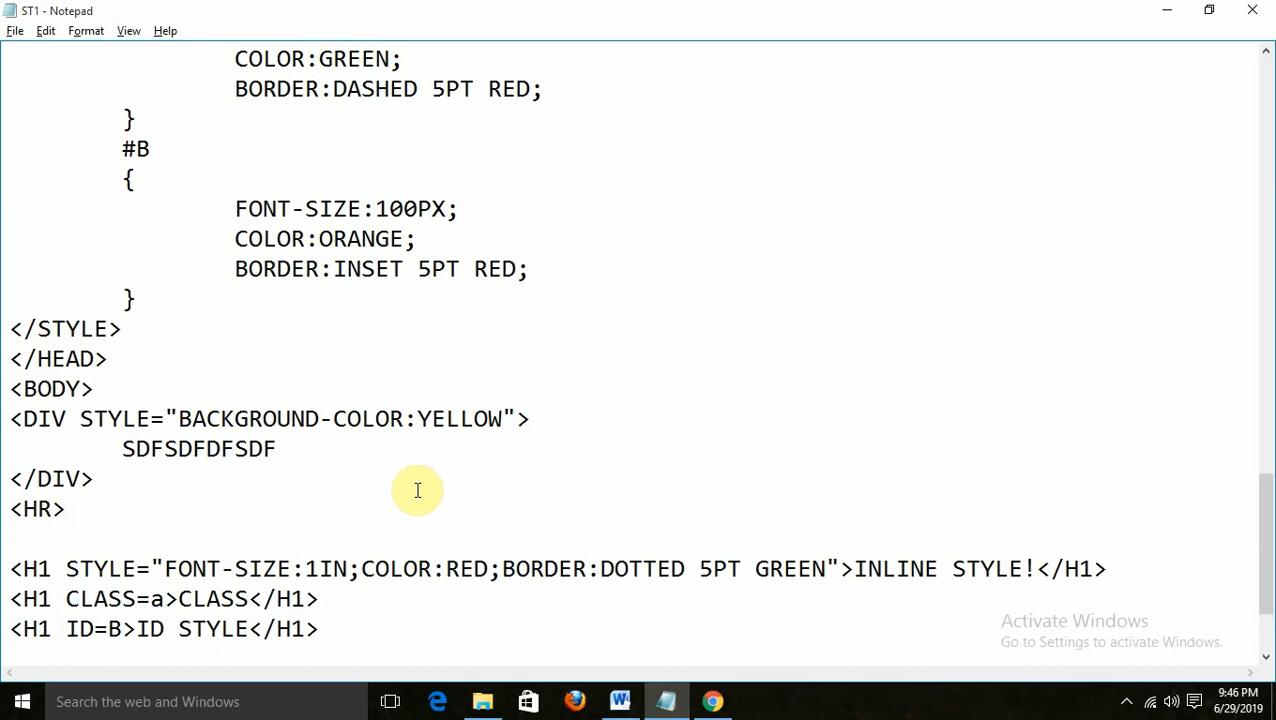 ST1 - Notepad
File Edit Format View Help
COLOR:GREEN;
BORDER:DASHED 5PT RED;
}
#B
{
FONT-SIZE:100PX;
COLOR:ORANGE;
BORDER:INSET 5PT RED;
}
</STYLE>
</HEAD>
<BODY>
<DIV STYLE="BACKGROUND-COLOR:YELLOW">
SDFSDFDFSDF
</DIV>
<HR>
<H1 STYLE="FONT-SIZE:1IN;COLOR:RED;BORDER:DOTTED 5PT GREEN">INLINE STYLE!</H1>
<H1 CLASS=a>CLASS</H1>
<H1 ID=B>ID STYLE</H1>
Activate Windows
Go to Settings to activate Windows.
Search the web and Windows
9:46 PM
6/29/2019